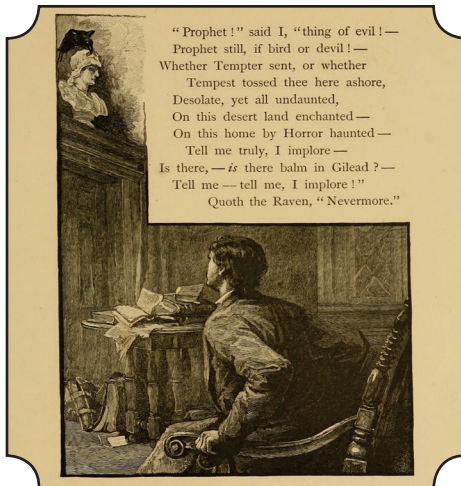 “Prophet!” said I, “thing of evil!—
Prophet still, if bird or devil!—
Whether Tempter sent, or whether
Tempest tossed thee here ashore,
Desolate, yet all undaunted,
On this desert land enchanted—
On this home by Horror haunted—
Tell me truly, I implore—
Is there,—is there balm in Gilead?—
Tell me—tell me, I implore!”
Quoth the Raven, “Nevermore.”